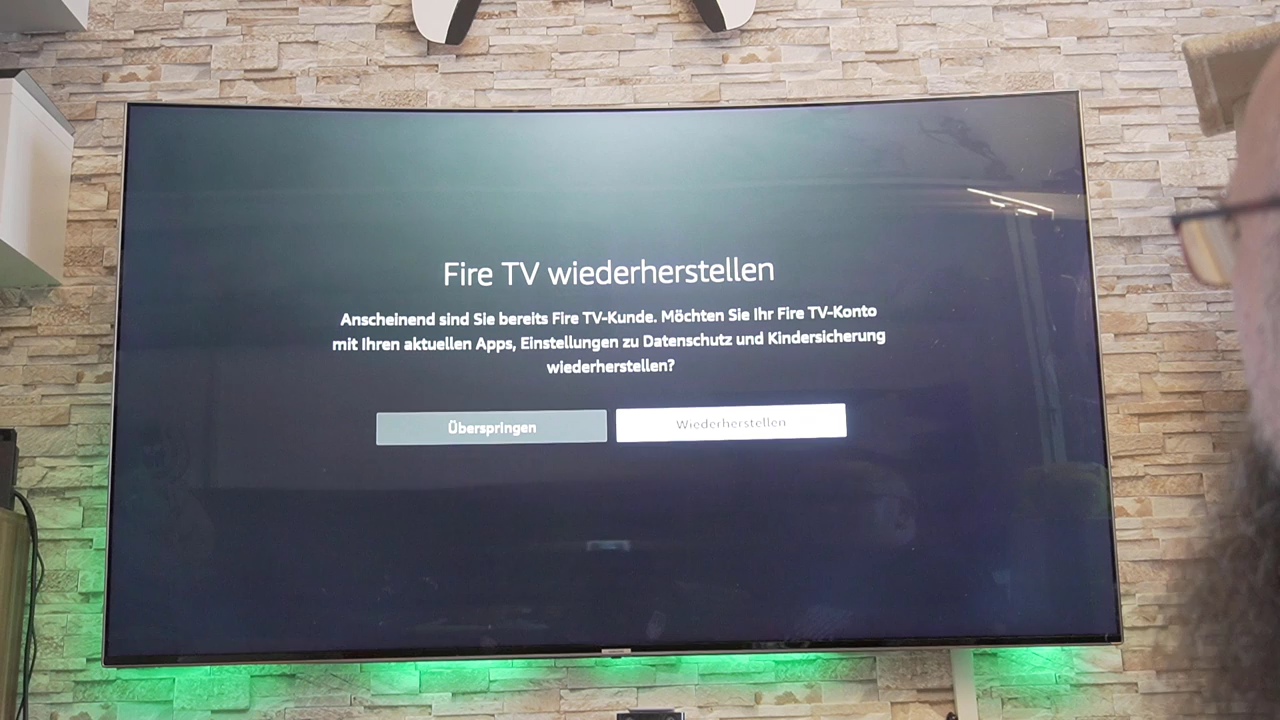 Fire TV wiederherstellen
Anscheinend sind Sie bereits Fire TV-Kunde. Möchten Sie Ihr Fire TV-Konto
mit Ihren aktuellen Apps, Einstellungen zu Datenschutz und Kindersicherung
wiederherstellen?
Überspringen
Wiederherstellen